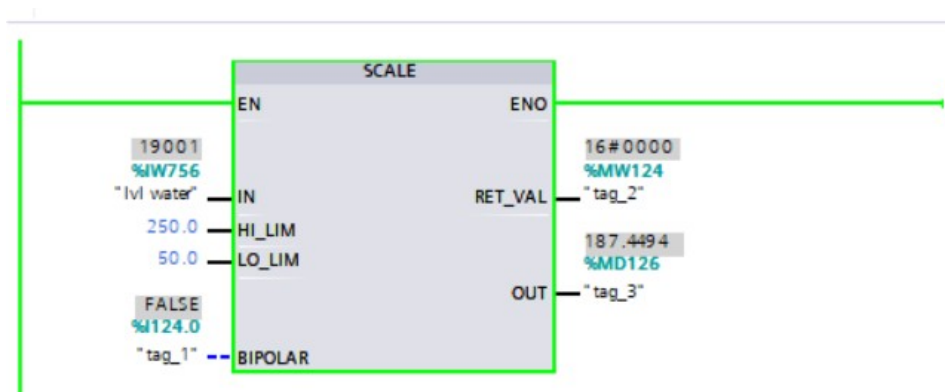 SCALE
EN ENO
19001 16#0000
%IW756 %MW124
"lvl water" IN RET_VAL "tag_2"
250.0 HI_LIM 187.4494
50.0 LO_LIM %MD126
OUT "tag_3"
FALSE
%I124.0
"tag_1" BIPOLAR